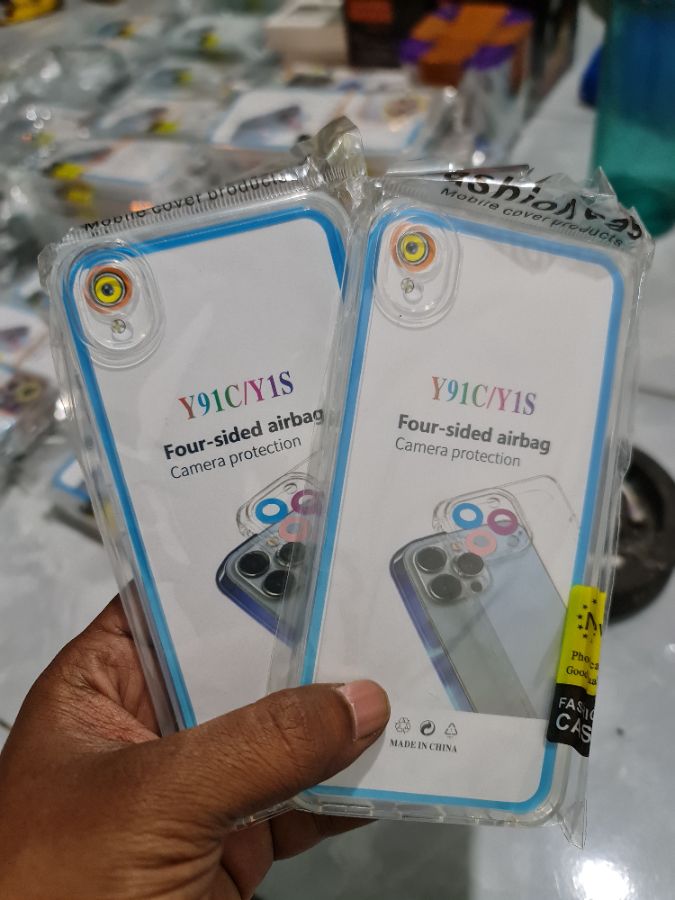 Mobile cover products
Y91C/Y1S
Four-sided airbag
Camera protection
Mobile cover products
Y91C/Y1S
Four-sided airbag
Camera protection
MADE IN CHINA